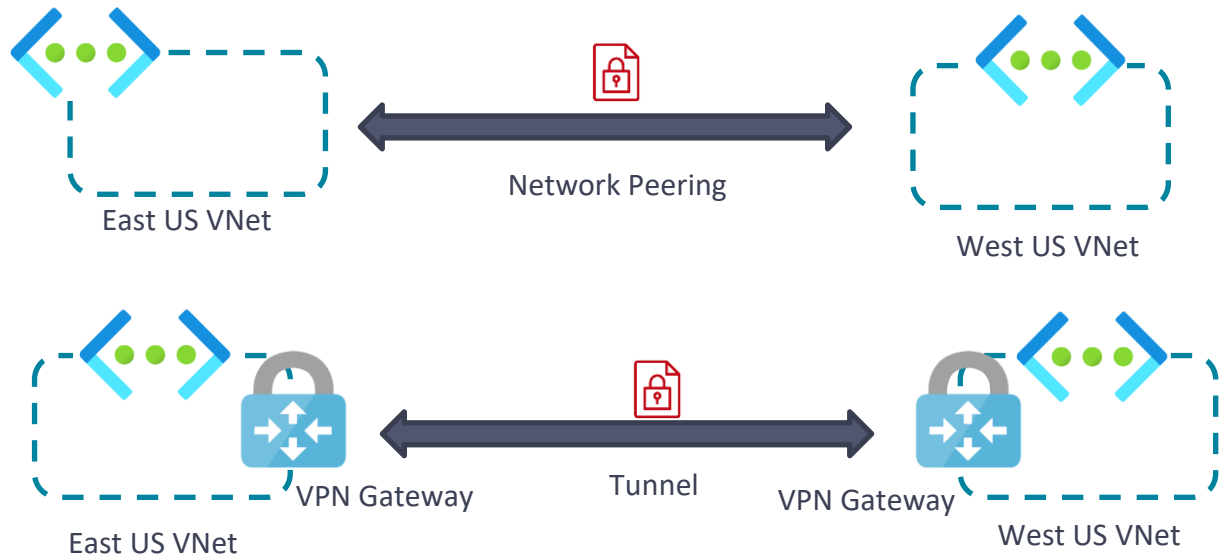 Network Peering
East US VNet
West US VNet
Tunnel
VPN Gateway
VPN Gateway
East US VNet
West US VNet